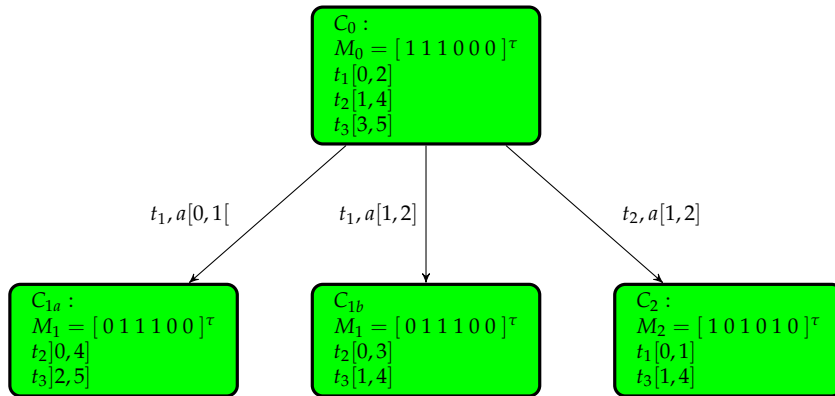 C₀ :
M₀ = [ 1 1 1 0 0 0 ]^τ
t₁[0, 2]
t₂[1, 4]
t₃[3, 5]
t₁, a[0, 1[
t₁, a[1, 2]
t₂, a[1, 2]
C₁ₐ :
M₁ = [ 0 1 1 1 0 0 ]^τ
t₂]0, 4]
t₃]2, 5]
C₁b :
M₁ = [ 0 1 1 1 0 0 ]^τ
t₂[0, 3]
t₃[1, 4]
C₂ :
M₂ = [ 1 0 1 0 1 0 ]^τ
t₁[0, 1]
t₃[1, 4]